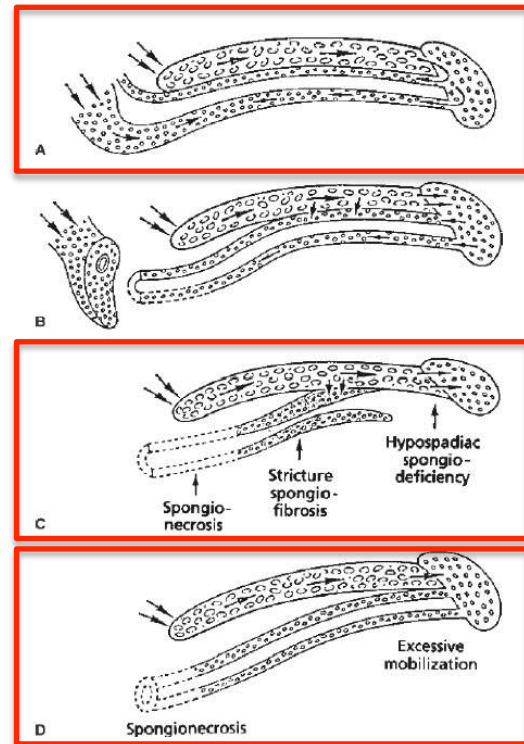 A
B
Hypospadiac
spongio-
deficiency
Stricture
spongio-
fibrosis
Spongio-
necrosis
C
Excessive
mobilization
D
Spongionecrosis